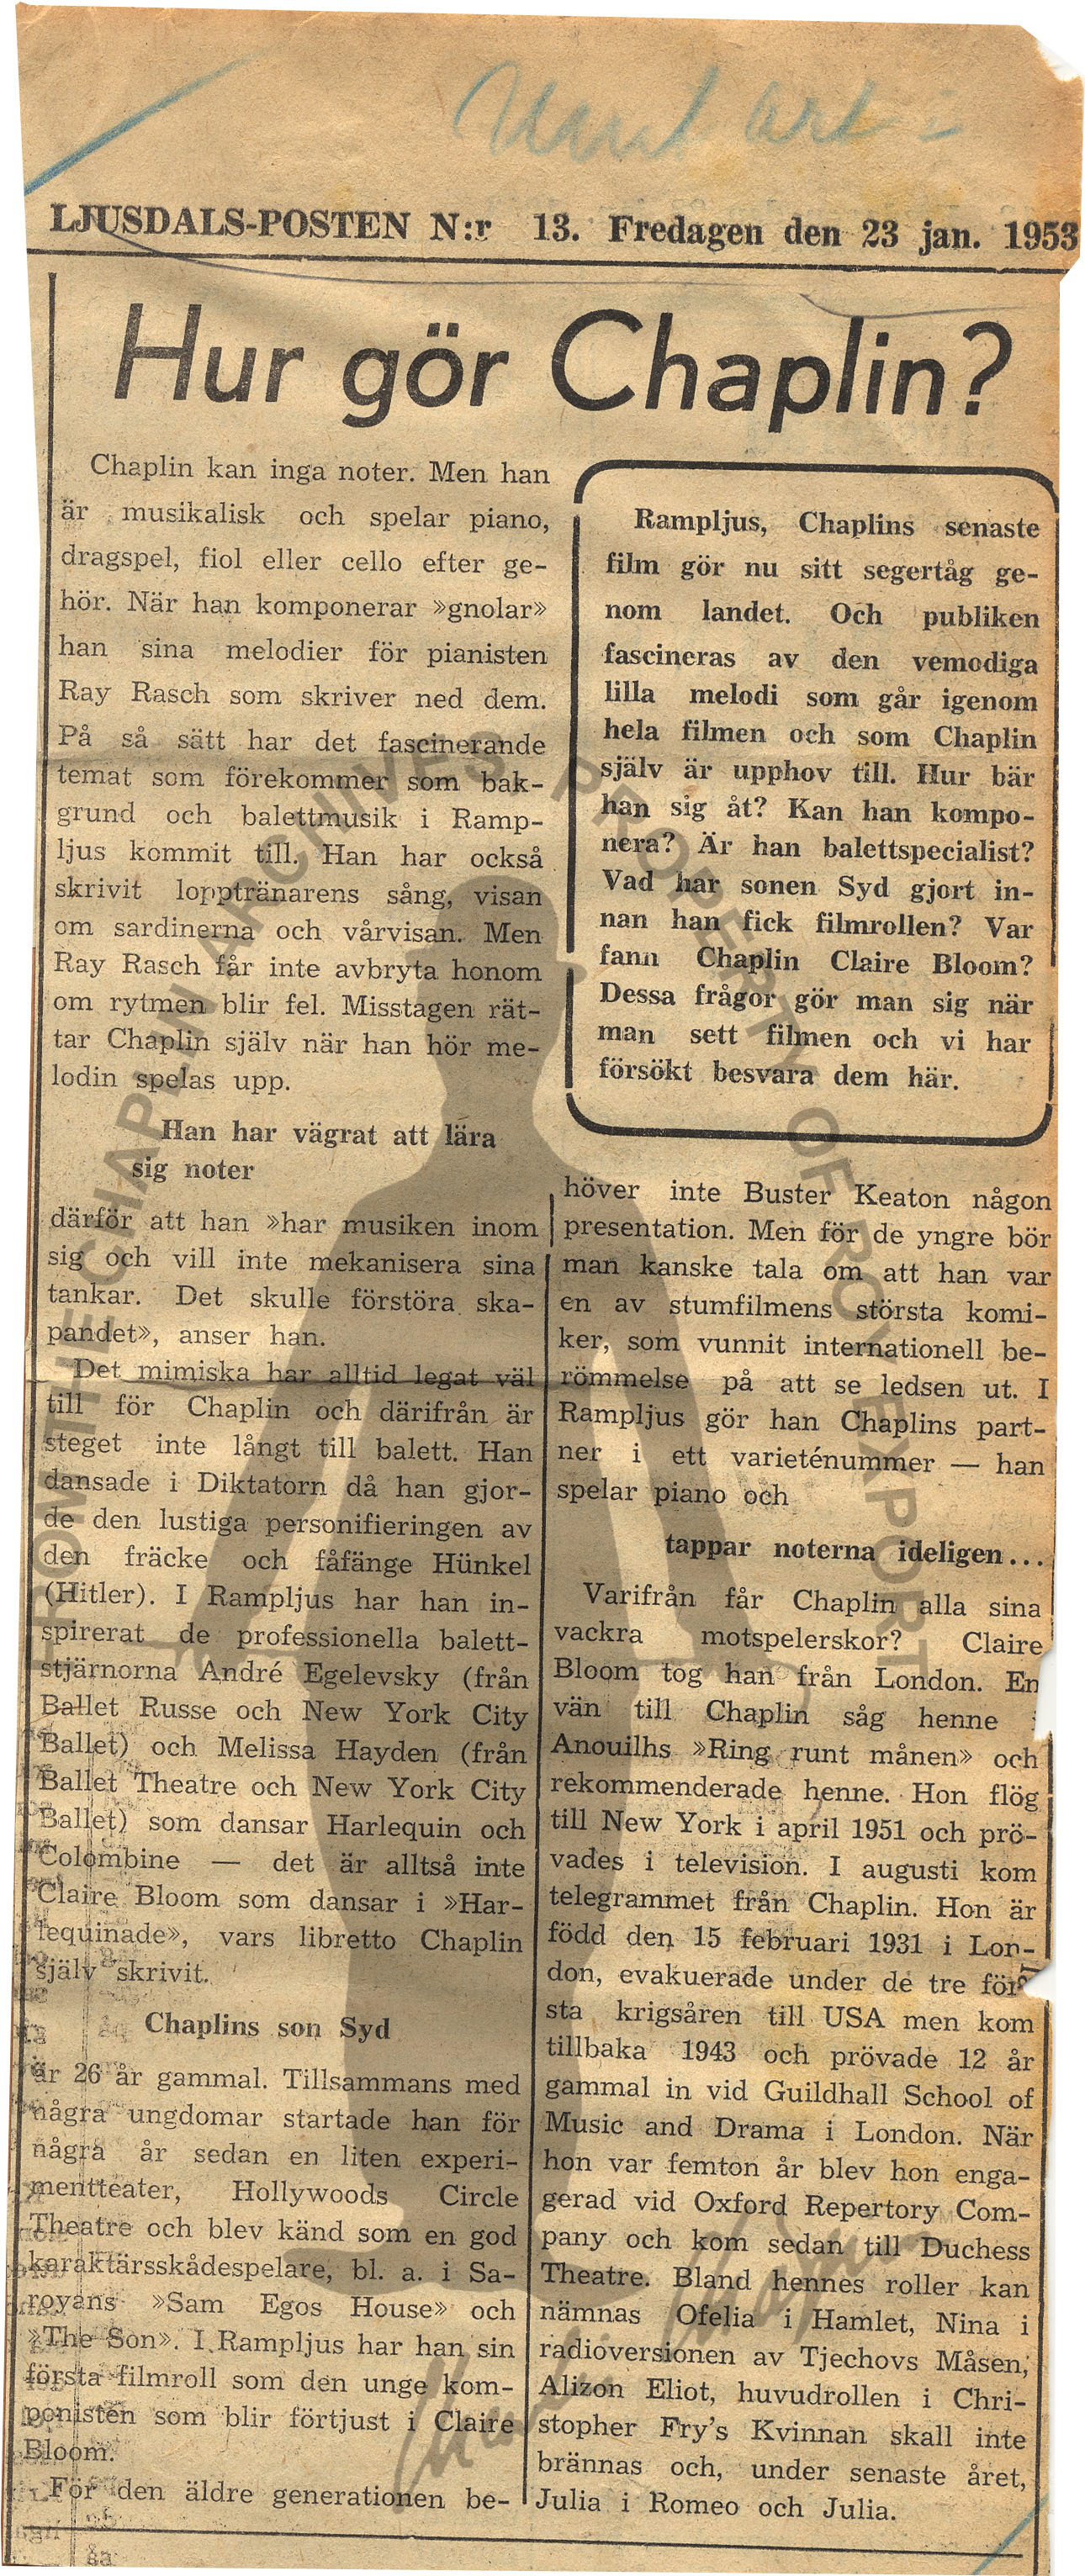 LJUSDALS-POSTEN N:r 13. Fredagen den 23 jan. 1953
Hur gör Chaplin?
Chaplin kan inga noter. Men han
är musikalisk och spelar piano,
dragspel, fiol eller cello efter ge-
hör. När han komponerar »gnolar»
han sina melodier för pianisten
Ray Rasch som skriver ned dem.
På så sätt har det fascinerande
temat som förekommer som bak-
grund och balettmusik i Ramp-
ljus kommit till. Han har också
skrivit lopptränarens sång, visan
om sardinerna och vårvisan. Men
Ray Rasch får inte avbryta honom
om rytmen blir fel. Misstagen rät-
tar Chaplin själv när han hör me-
lodin spelas upp.
Han har vägrat att lära
sig noter
därför att han »har musiken inom
sig och vill inte mekanisera sina
tankar. Det skulle förstöra ska-
pandet», anser han.
Det mimiska har alltid legat väl
till för Chaplin och därifrån är
steget inte långt till balett. Han
dansade i Diktatorn då han gjor-
de den lustiga personifieringen av
den fräcke och fåfänge Hünkel
(Hitler). I Rampljus har han in-
spirerat de professionella balett-
stjärnorna André Egelevsky (från
Ballet Russe och New York City
Ballet) och Melissa Hayden (från
Ballet Theatre och New York City
Ballet) som dansar Harlequin och
Colombine — det är alltså inte
Claire Bloom som dansar i »Har-
lequinade», vars libretto Chaplin
själv skrivit.
Chaplins son Syd
är 26 år gammal. Tillsammans med
några ungdomar startade han för
några år sedan en liten experi-
mentteater, Hollywoods Circle
Theatre och blev känd som en god
karaktärsskådespelare, bl. a. i Sa-
royans »Sam Egos House» och
»The Son». I Rampljus har han sin
första filmroll som den unge kom-
ponisten som blir förtjust i Claire
Bloom.
För den äldre generationen be-
Rampljus, Chaplins senaste
film gör nu sitt segertåg ge-
nom landet. Och publiken
fascineras av den vemodiga
lilla melodi som går igenom
hela filmen och som Chaplin
själv är upphov till. Hur bär
han sig åt? Kan han kompo-
nera? Är han balettspecialist?
Vad har sonen Syd gjort in-
nan han fick filmrollen? Var
fann Chaplin Claire Bloom?
Dessa frågor gör man sig när
man sett filmen och vi har
försökt besvara dem här.
höver inte Buster Keaton någon
presentation. Men för de yngre bör
man kanske tala om att han var
en av stumfilmens största komi-
ker, som vunnit internationell be-
römmelse på att se ledsen ut. I
Rampljus gör han Chaplins part-
ner i ett varieténummer — han
spelar piano och
tappar noterna ideligen...
Varifrån får Chaplin alla sina
vackra motspelerskor? Claire
Bloom tog han från London. En
vän till Chaplin såg henne
Anouilhs »Ring runt månen» och
rekommenderade henne. Hon flög
till New York i april 1951 och prö-
vades i television. I augusti kom
telegrammet från Chaplin. Hon är
född den 15 februari 1931 i Lon-
don, evakuerade under de tre för-
sta krigsåren till USA men kom
tillbaka 1943 och prövade 12 år
gammal in vid Guildhall School of
Music and Drama i London. När
hon var femton år blev hon enga-
gerad vid Oxford Repertory Com-
pany och kom sedan till Duchess
Theatre. Bland hennes roller kan
nämnas Ofelia i Hamlet, Nina i
radioversionen av Tjechovs Måsen,
Alizon Eliot, huvudrollen i Chri-
stopher Fry's Kvinnan skall inte
brännas och, under senaste året,
Julia i Romeo och Julia.
FROM THE CHAPLIN ARCHIVES PROPERTY OF ROY EXPORT